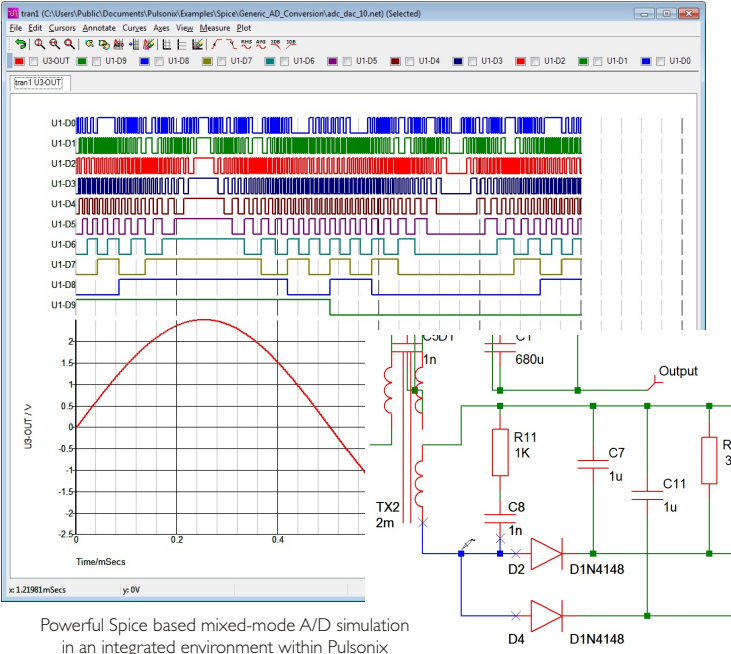 tran1 (C:\Users\Public\Documents\Pulsonix\Examples\Spice\Generic_AD_Conversion\adc_dac_10.net) (Selected)
File Edit Cursors Annotate Curves Axes View Measure Plot
RMS AVG 3DB 3DB
U3-OUT U1-D9 U1-D8 U1-D7 U1-D6 U1-D5 U1-D4 U1-D3 U1-D2 U1-D1 U1-D0
tran1 U3-OUT
U1-D0
U1-D1
U1-D2
U1-D3
U1-D4
U1-D5
U1-D6
U1-D7
U1-D8
U1-D9
2
1.5
1
0.5
0
-0.5
-1
-1.5
-2
-2.5
U3-OUT / V
0 0.2 0.4
Time/mSecs
x: 1.21981mSecs y: 0V
C5D1
1n
C1
680u
Output
R11
1K
C7
1u
C11
1u
R
3
TX2
2m
C8
1n
D2 D1N4148
D4 D1N4148
Powerful Spice based mixed-mode A/D simulation
in an integrated environment within Pulsonix